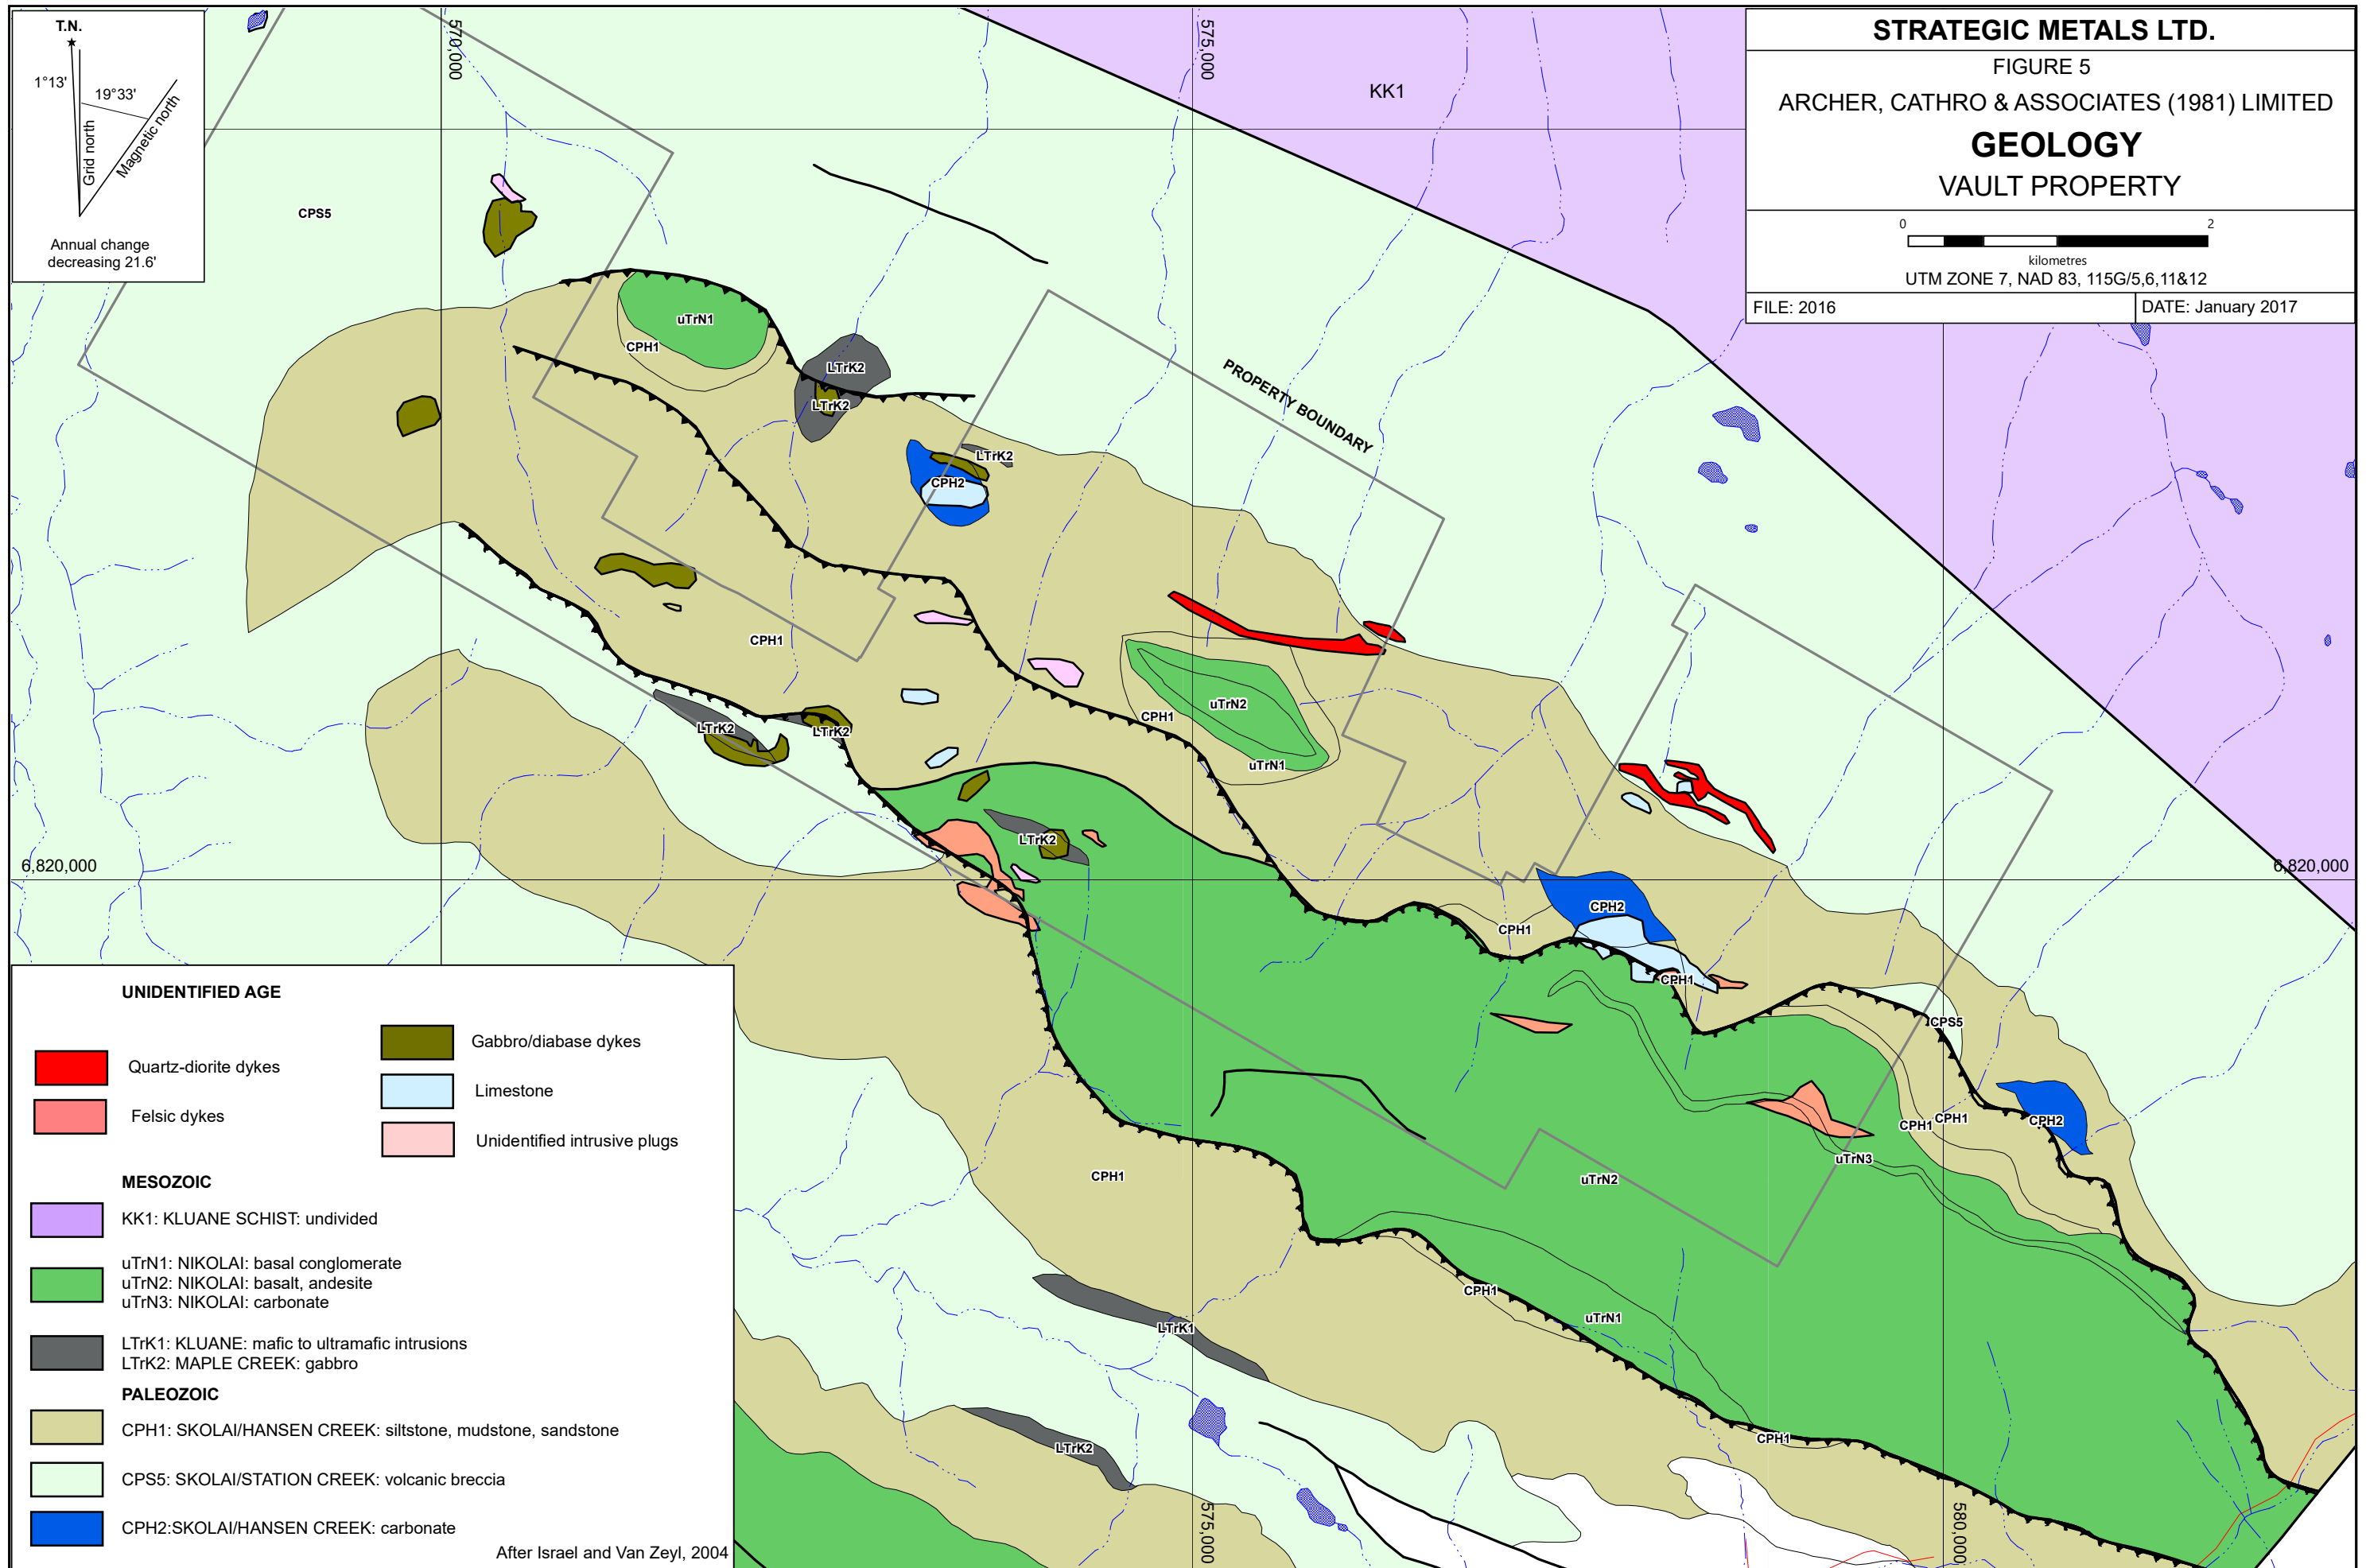 T.N.
1°13'
19°33'
Grid north
Magnetic north
Annual change
decreasing 21.6'
570,000
575,000
STRATEGIC METALS LTD.
FIGURE 5
ARCHER, CATHRO & ASSOCIATES (1981) LIMITED
GEOLOGY
VAULT PROPERTY
0 2
kilometres
UTM ZONE 7, NAD 83, 115G/5,6,11&12
FILE: 2016
DATE: January 2017
KK1
CPS5
uTrN1
CPH1
LTrK2
LTrK2
PROPERTY BOUNDARY
LTrK2
CPH2
CPH1
LTrK2
LTrK2
CPH1
uTrN2
uTrN1
LTrK2
6,820,000
6,820,000
CPH2
CPH1
CPH1
CPS5
CPH1
CPH1
CPH2
uTrN3
uTrN2
CPH1
CPH1
uTrN1
LTrK1
CPH1
LTrK2
575,000
580,000
UNIDENTIFIED AGE
Quartz-diorite dykes
Felsic dykes
Gabbro/diabase dykes
Limestone
Unidentified intrusive plugs
MESOZOIC
KK1: KLUANE SCHIST: undivided
uTrN1: NIKOLAI: basal conglomerate
uTrN2: NIKOLAI: basalt, andesite
uTrN3: NIKOLAI: carbonate
LTrK1: KLUANE: mafic to ultramafic intrusions
LTrK2: MAPLE CREEK: gabbro
PALEOZOIC
CPH1: SKOLAI/HANSEN CREEK: siltstone, mudstone, sandstone
CPS5: SKOLAI/STATION CREEK: volcanic breccia
CPH2:SKOLAI/HANSEN CREEK: carbonate
After Israel and Van Zeyl, 2004